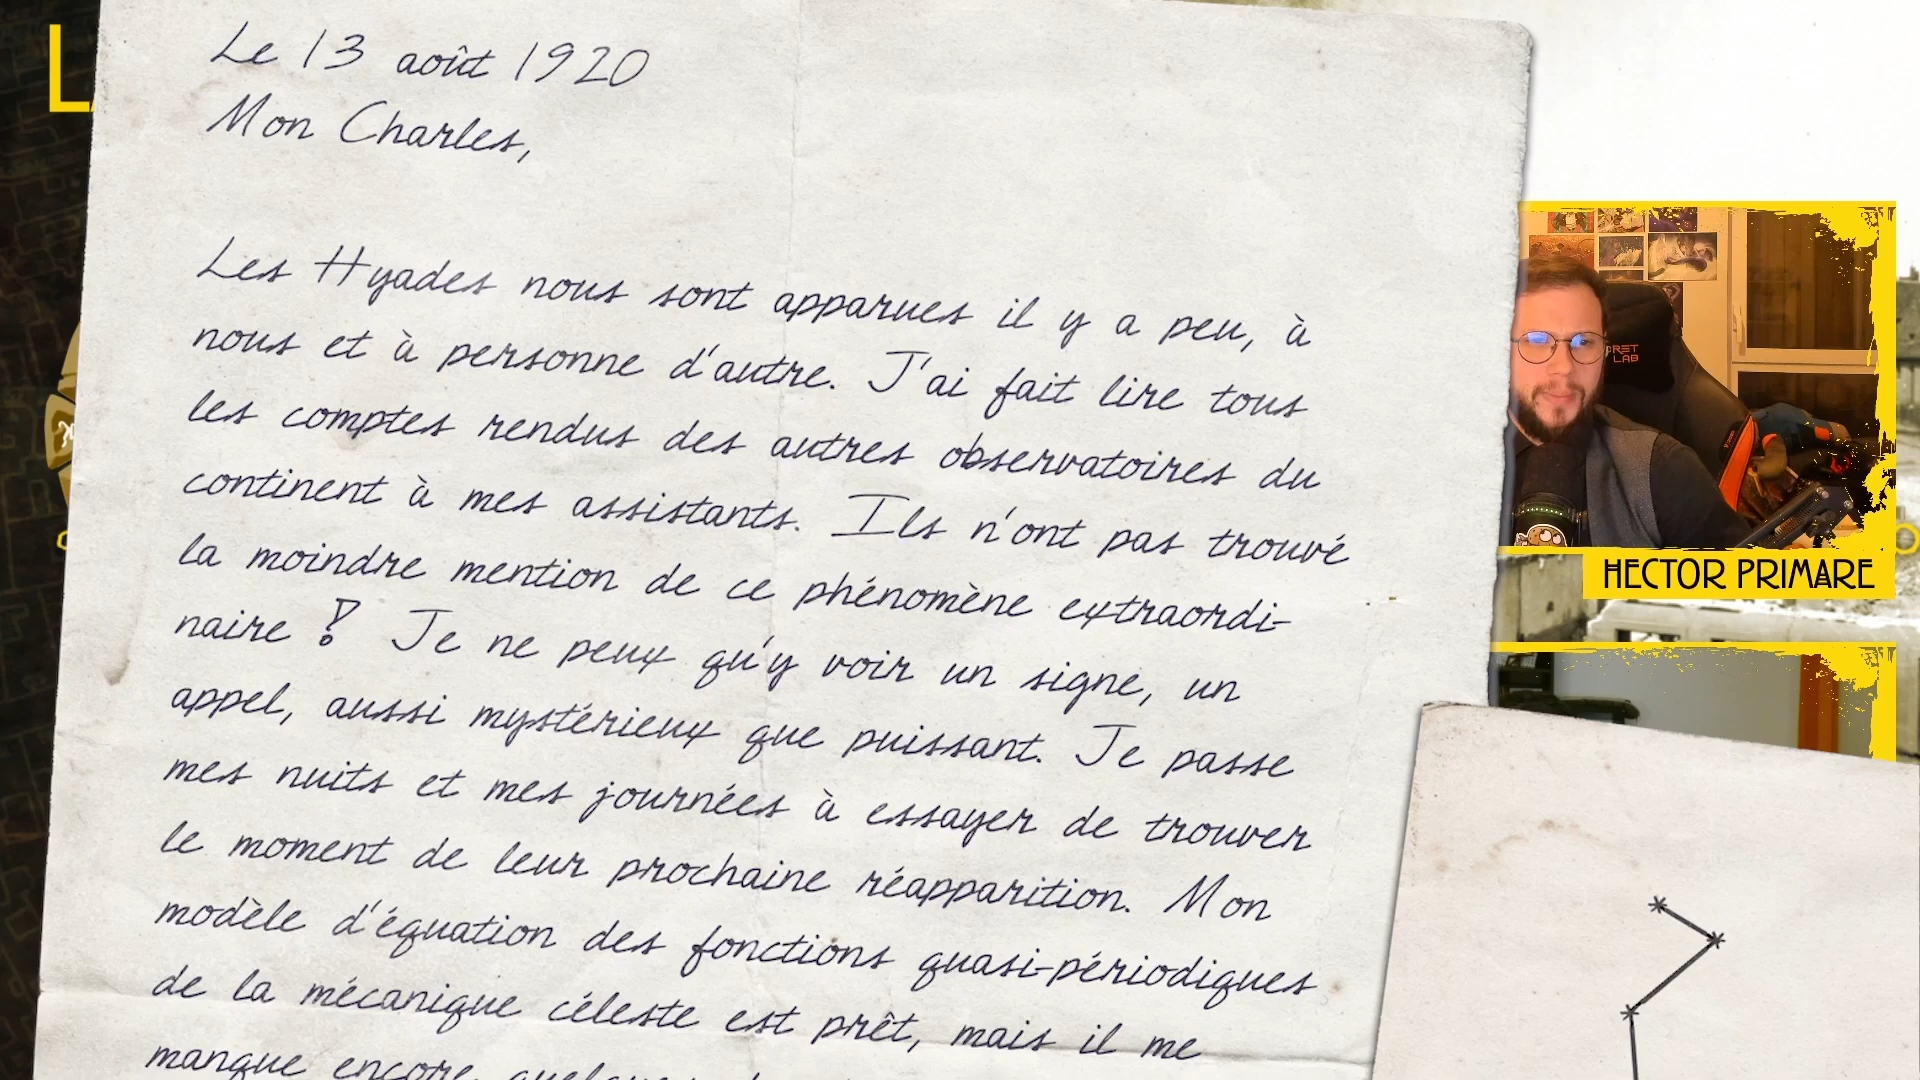 L
Le 13 août 1920
Mon Charles,
Les Hyades nous sont apparues il y a peu, à
nous et à personne d'autre. J'ai fait lire tous
les comptes rendus des autres observatoires du
continent à mes assistants. Ils n'ont pas trouvé
la moindre mention de ce phénomène extraordi-
naire ! Je ne peux qu'y voir un signe, un
appel, aussi mystérieux que puissant. Je passe
mes nuits et mes journées à essayer de trouver
le moment de leur prochaine réapparition. Mon
modèle d'équation des fonctions quasi-périodiques
de la mécanique céleste est prêt, mais il me
manque encore quelques
LAB
HECTOR PRIMARE